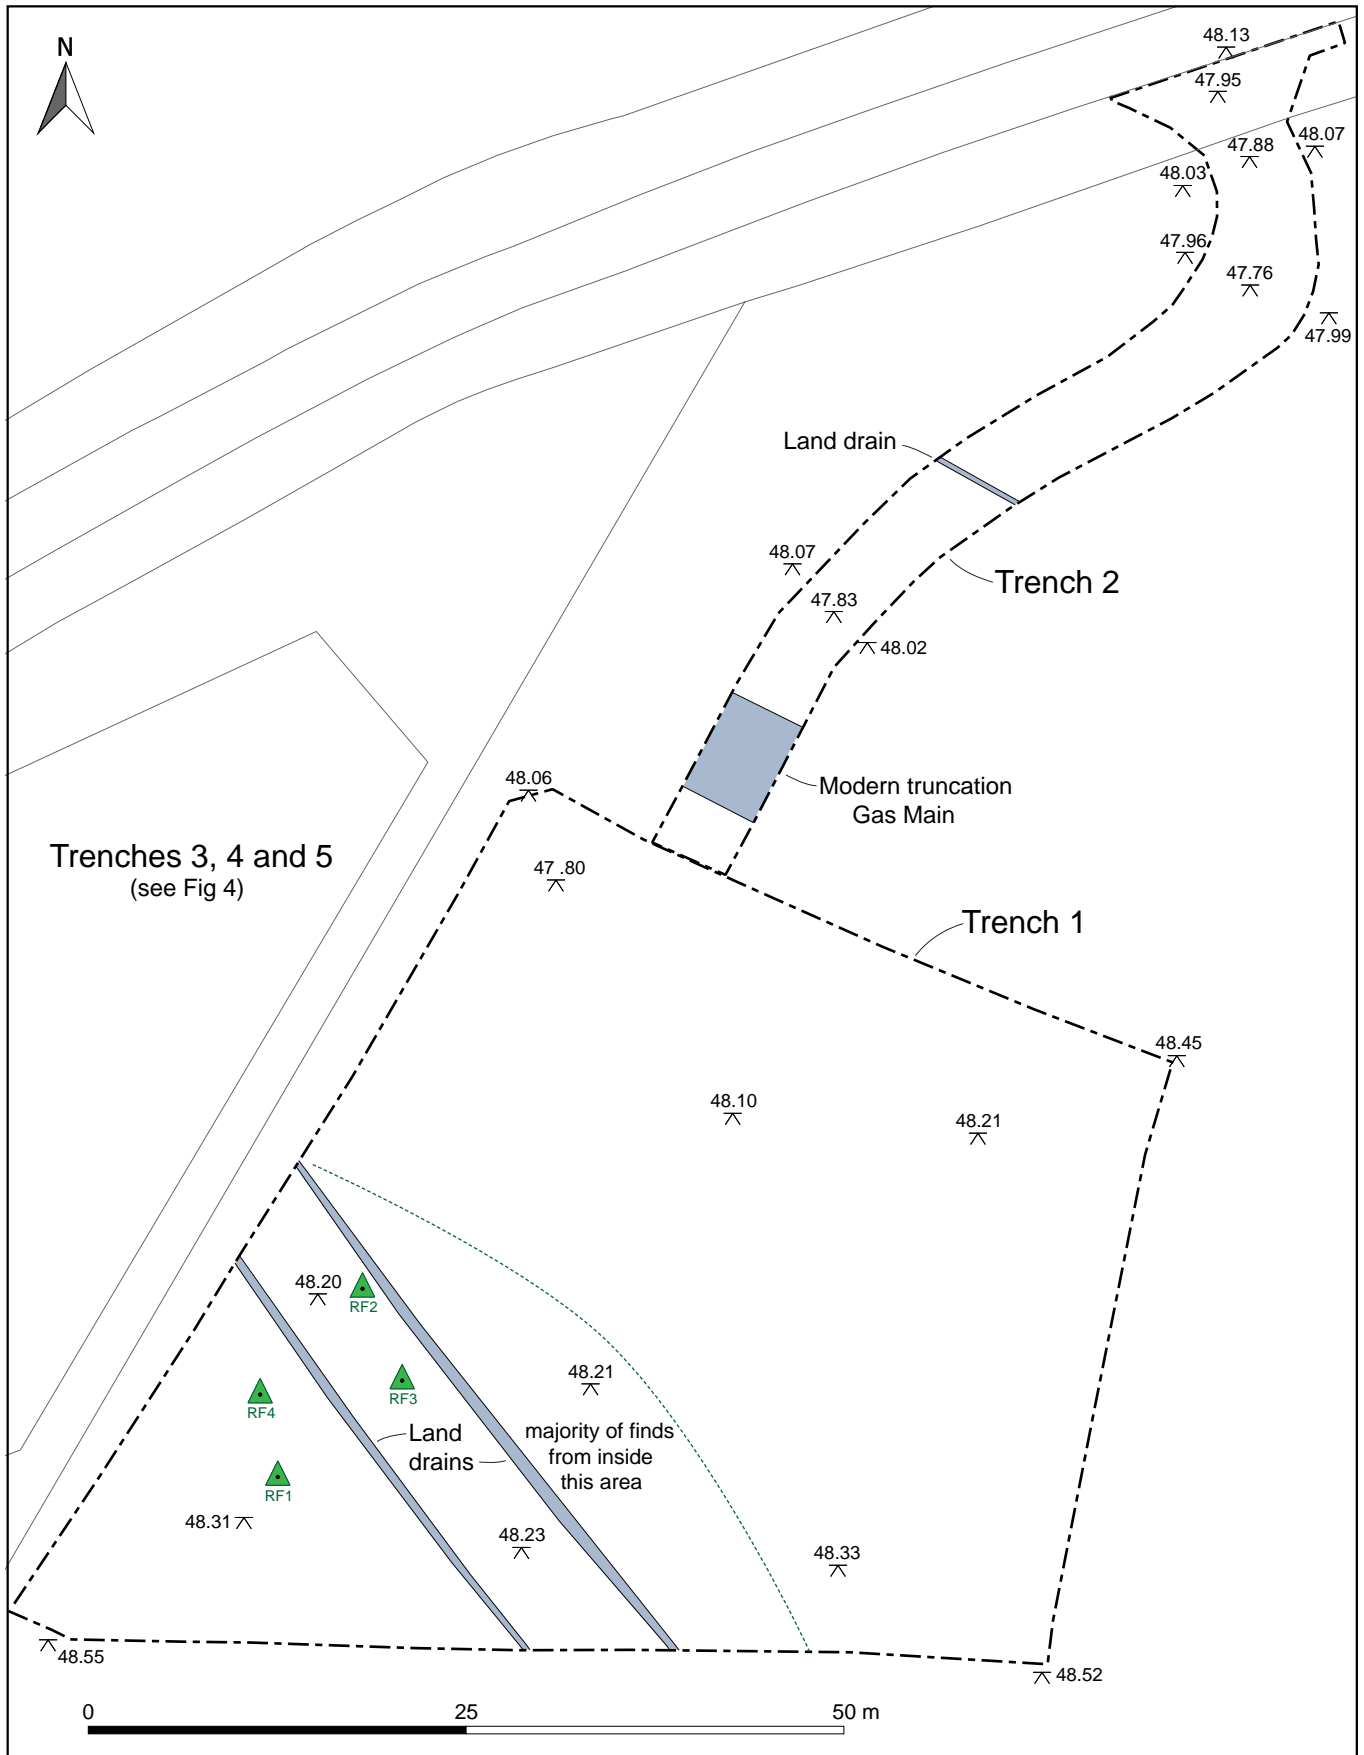 N
48.13
47.95
47.88
48.07
48.03
47.96
47.76
47.99
Land drain
48.07
Trench 2
47.83
48.02
48.06
Modern truncation
Gas Main
Trenches 3, 4 and 5
(see Fig 4)
47 .80
Trench 1
48.45
48.10
48.21
48.20
RF2
48.21
RF3
RF4
Land
drains
majority of finds
from inside
this area
RF1
48.31
48.23
48.33
48.55
48.52
0 25 50 m